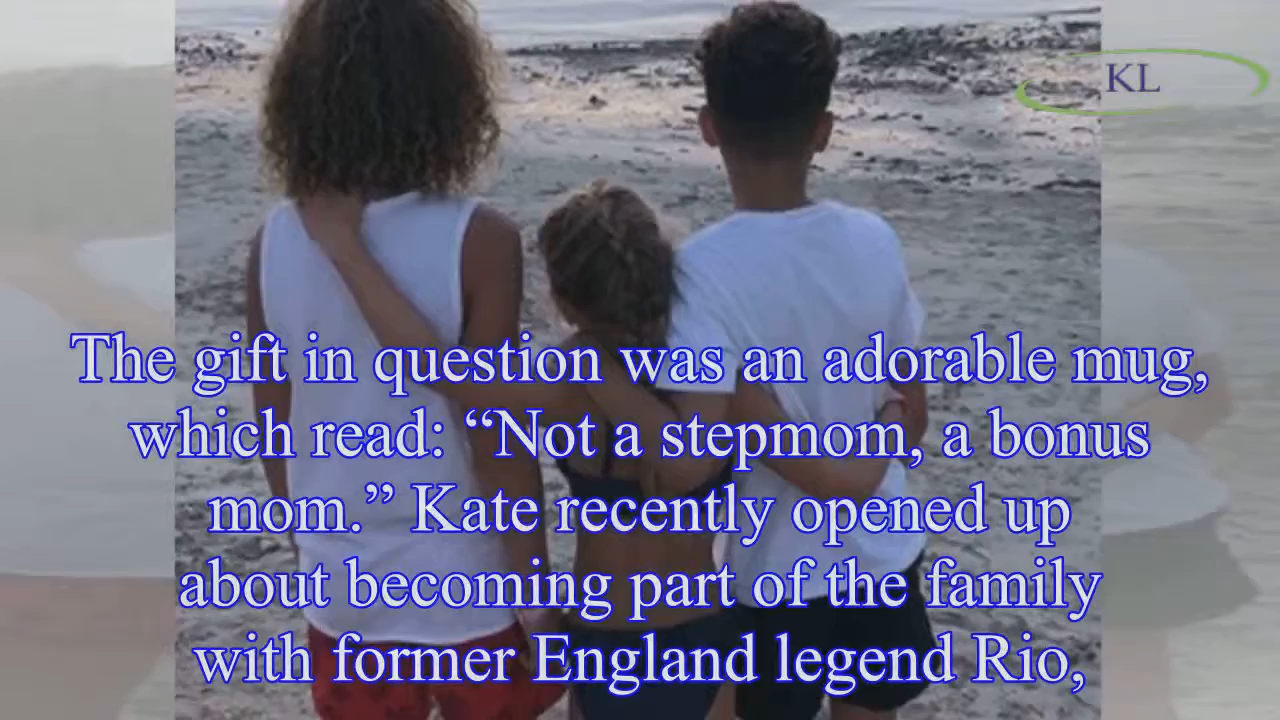 KL
The gift in question was an adorable mug,
which read: “Not a stepmom, a bonus
mom.” Kate recently opened up
about becoming part of the family
with former England legend Rio,